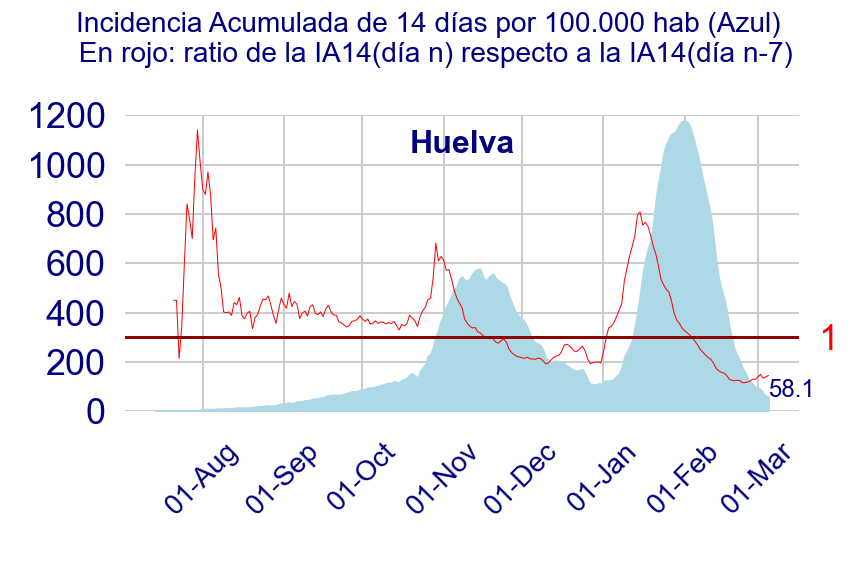 Incidencia Acumulada de 14 días por 100.000 hab (Azul)
En rojo: ratio de la IA14(día n) respecto a la IA14(día n-7)
1200
Huelva
1000
800
600
400
1
200
58.1
0
01-Aug
01-Sep
01-Oct
01-Nov
01-Dec
01-Jan
01-Feb
01-Mar